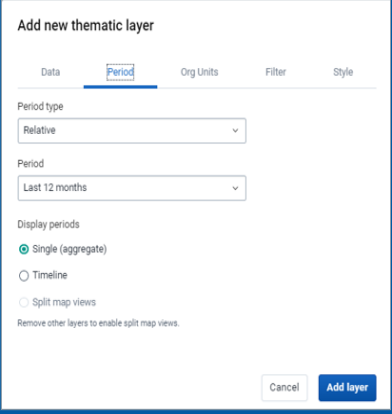 Add new thematic layer
Data Period Org Units Filter Style
Period type
Relative
Period
Last 12 months
Display periods
Single (aggregate)
Timeline
Split map views
Remove other layers to enable split map views.
Cancel Add layer